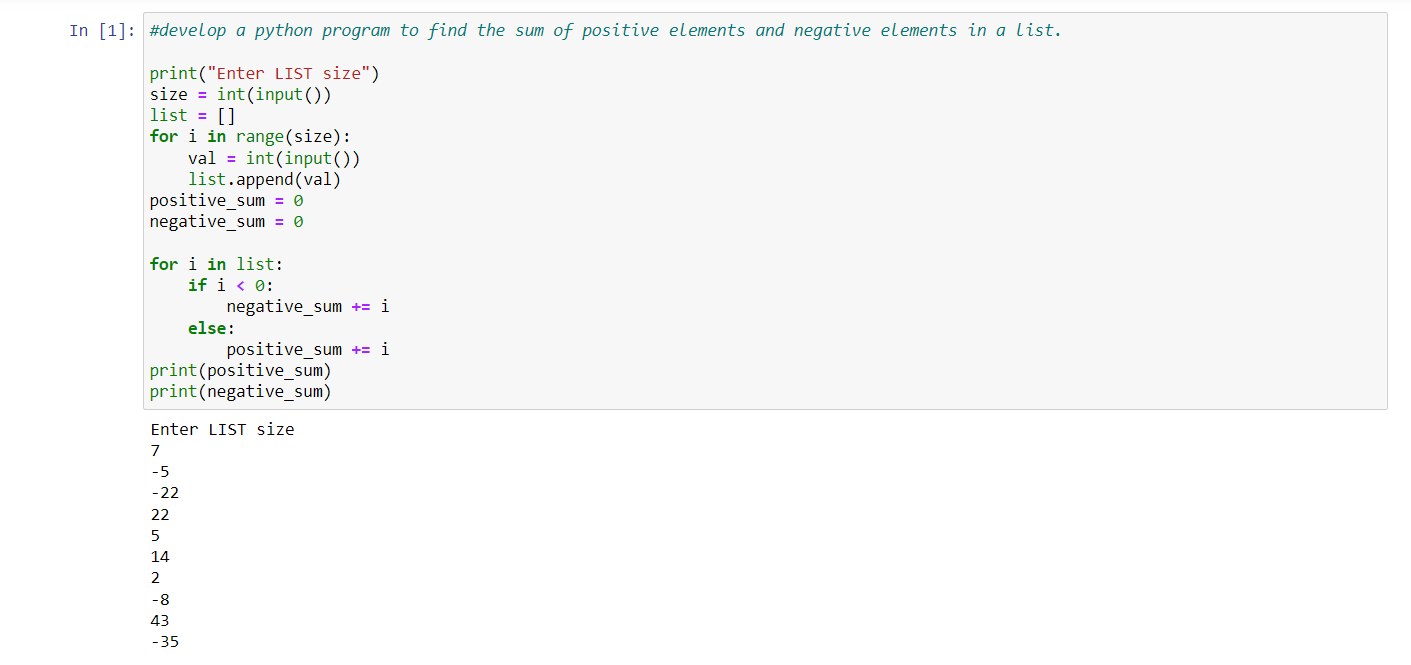 In [1]: #develop a python program to find the sum of positive elements and negative elements in a list.
print("Enter LIST size")
size = int(input())
list = []
for i in range(size):
    val = int(input())
    list.append(val)
positive_sum = 0
negative_sum = 0
for i in list:
    if i < 0:
        negative_sum += i
    else:
        positive_sum += i
print(positive_sum)
print(negative_sum)
Enter LIST size
7
-5
-22
22
5
14
2
-8
43
-35